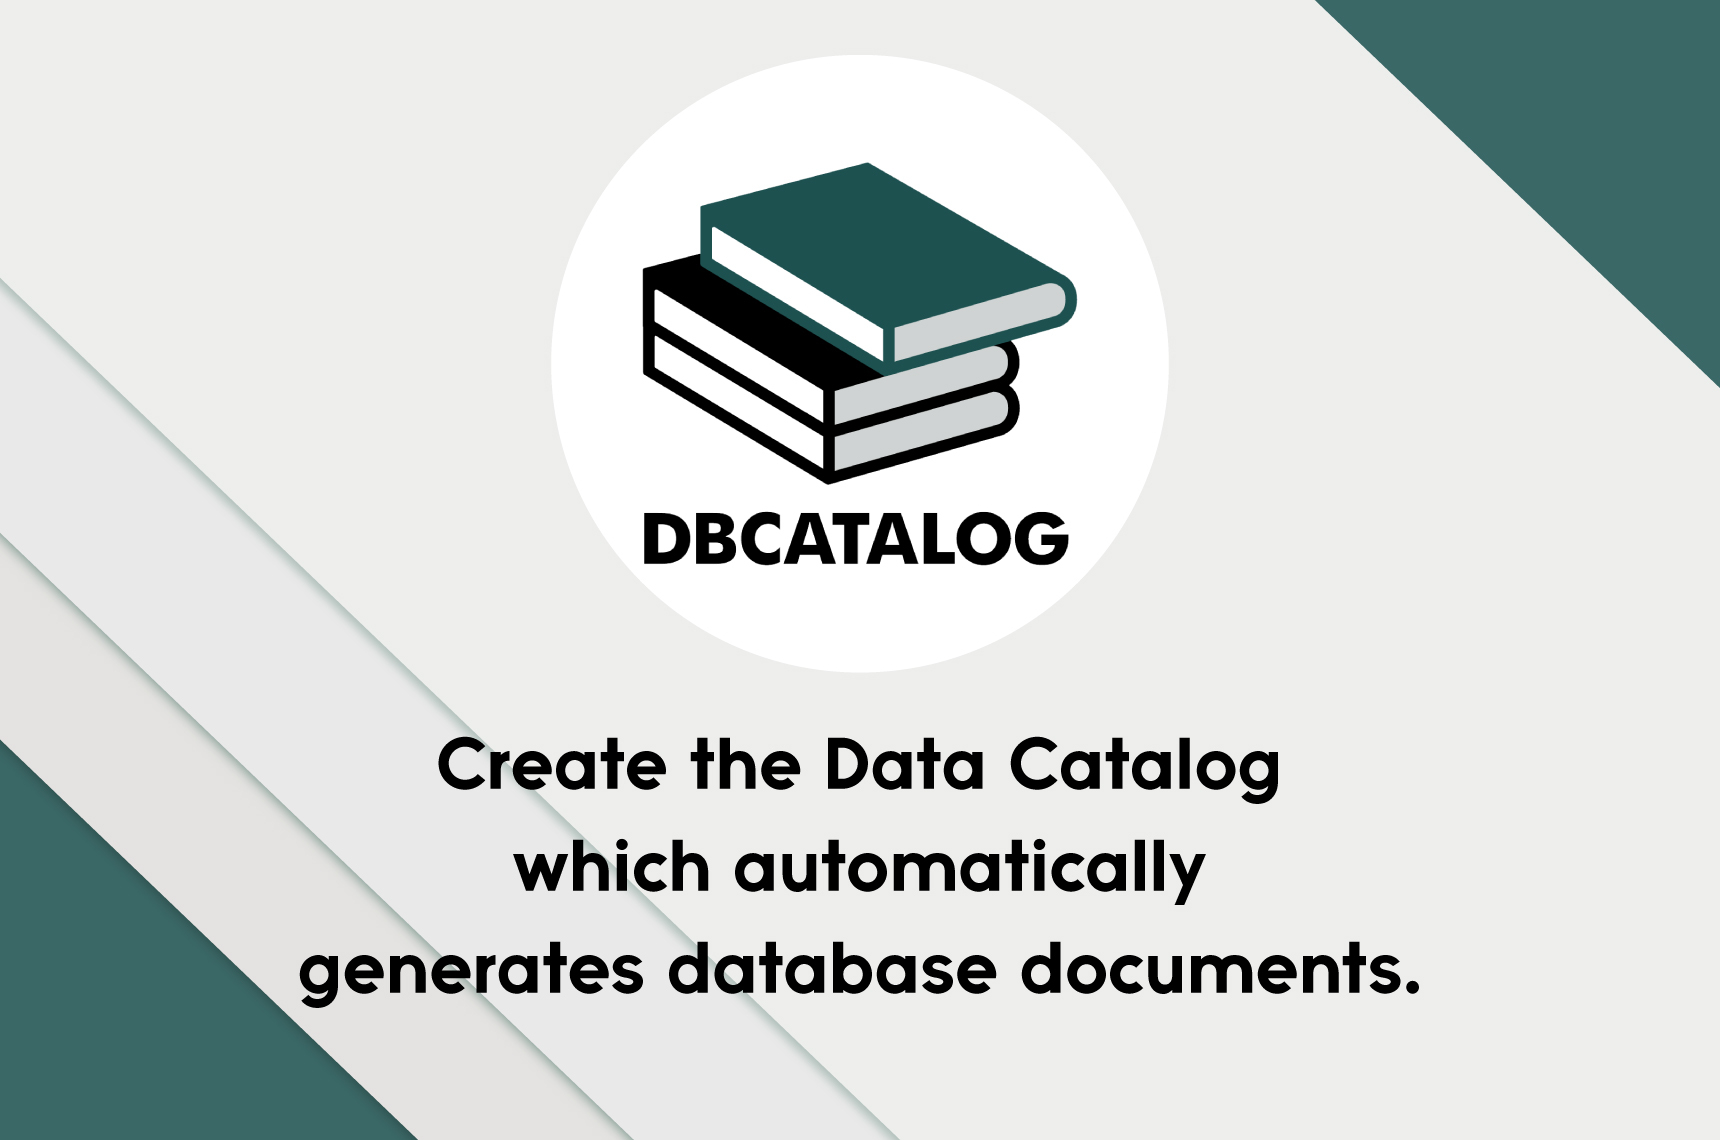 DBCATALOG
Create the Data Catalog
which automatically
generates database documents.